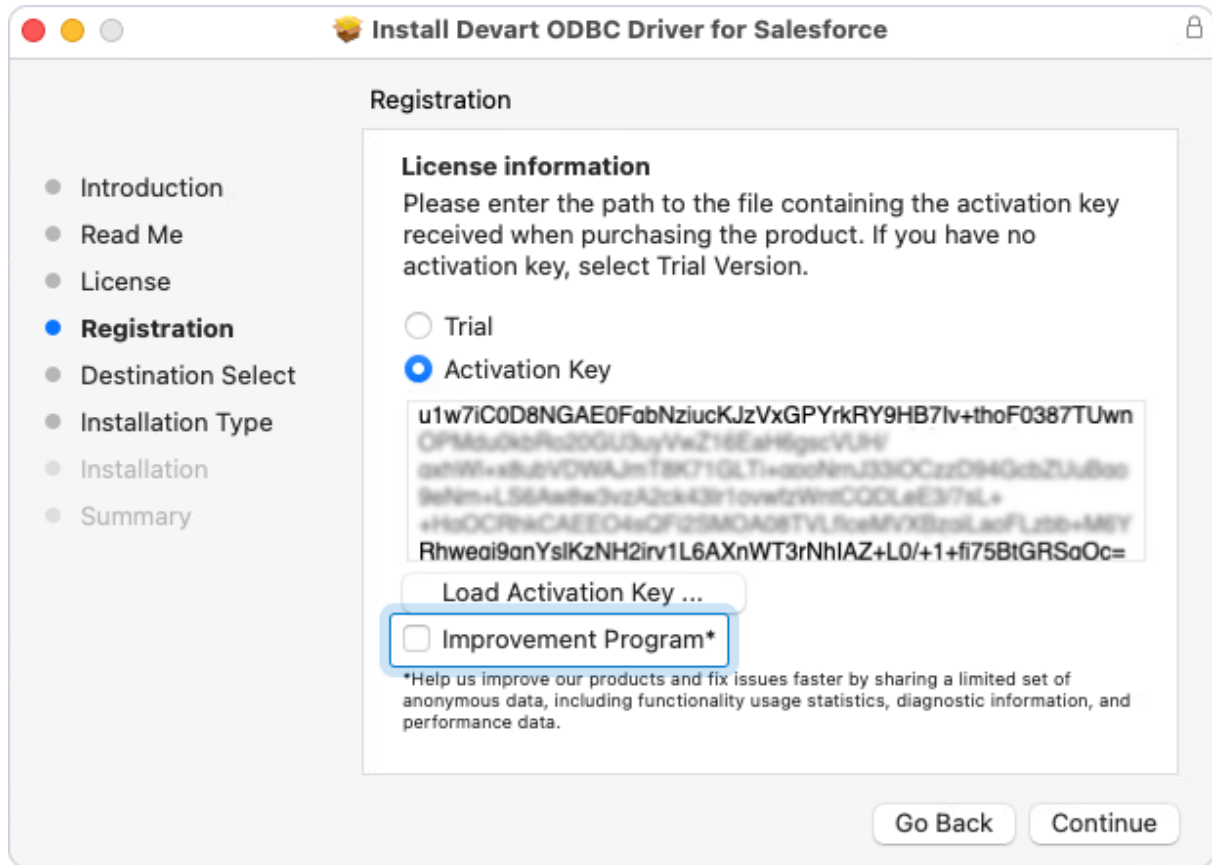 Install Devart ODBC Driver for Salesforce
Registration
Introduction
Read Me
License
Registration
Destination Select
Installation Type
Installation
Summary
License information
Please enter the path to the file containing the activation key
received when purchasing the product. If you have no
activation key, select Trial Version.
Trial
Activation Key
u1w7iC0D8NGAE0FabNziucKJzVxGPYrkRY9HB7Iv+thoF0387TUwn
Rhwegi9gnYslKzNH2irv1L6AXnWT3rNhIAZ+L0/+1+fi75BtGRSgOc=
Load Activation Key ...
Improvement Program*
*Help us improve our products and fix issues faster by sharing a limited set of
anonymous data, including functionality usage statistics, diagnostic information, and
performance data.
Go Back
Continue